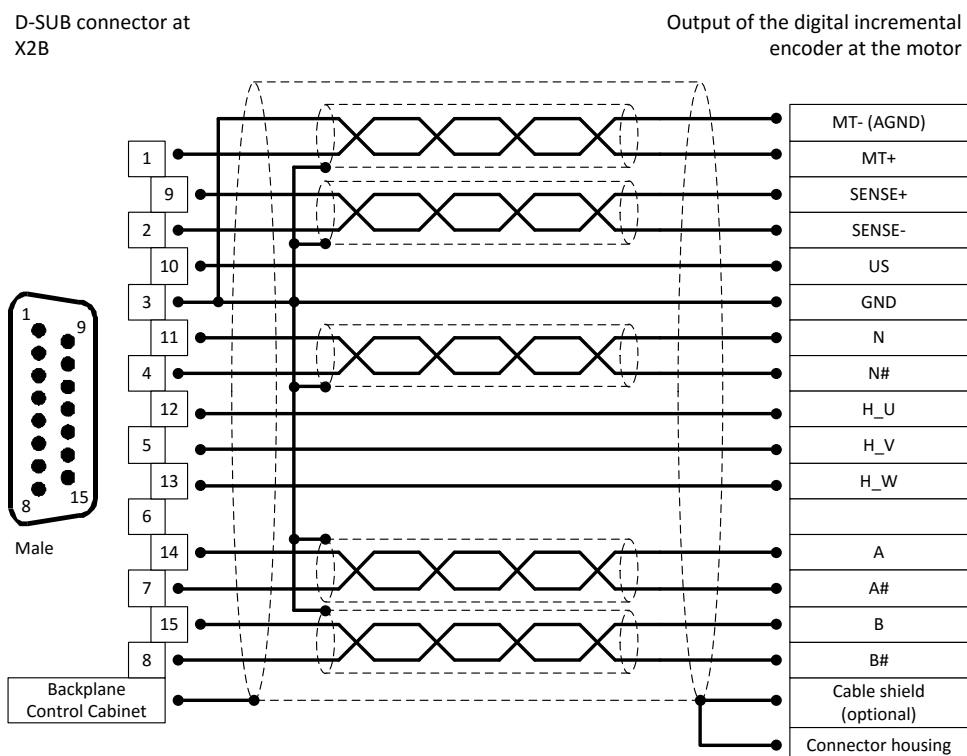 D-SUB connector at
X2B
Output of the digital incremental
encoder at the motor
MT- (AGND)
1
MT+
9
SENSE+
2
SENSE-
10
US
3
GND
11
N
4
N#
12
H_U
5
H_V
13
H_W
6
14
A
7
A#
15
B
8
B#
Backplane
Control Cabinet
Cable shield
(optional)
Connector housing
1
9
8
15
Male